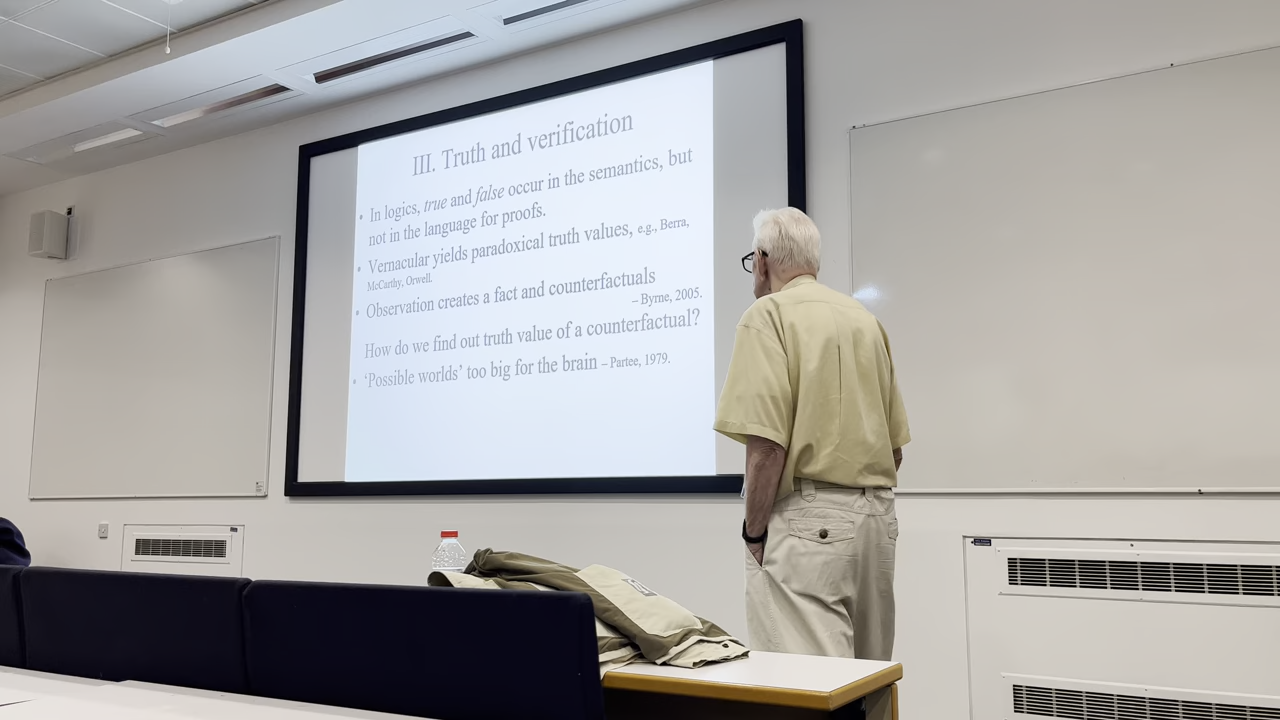 III. Truth and verification
• In logics, true and false occur in the semantics, but
not in the language for proofs.
• Vernacular yields paradoxical truth values, e.g., Berra,
McCarthy, Orwell.
• Observation creates a fact and counterfactuals
– Byrne, 2005.
How do we find out truth value of a counterfactual?
• ‘Possible worlds’ too big for the brain – Partee, 1979.